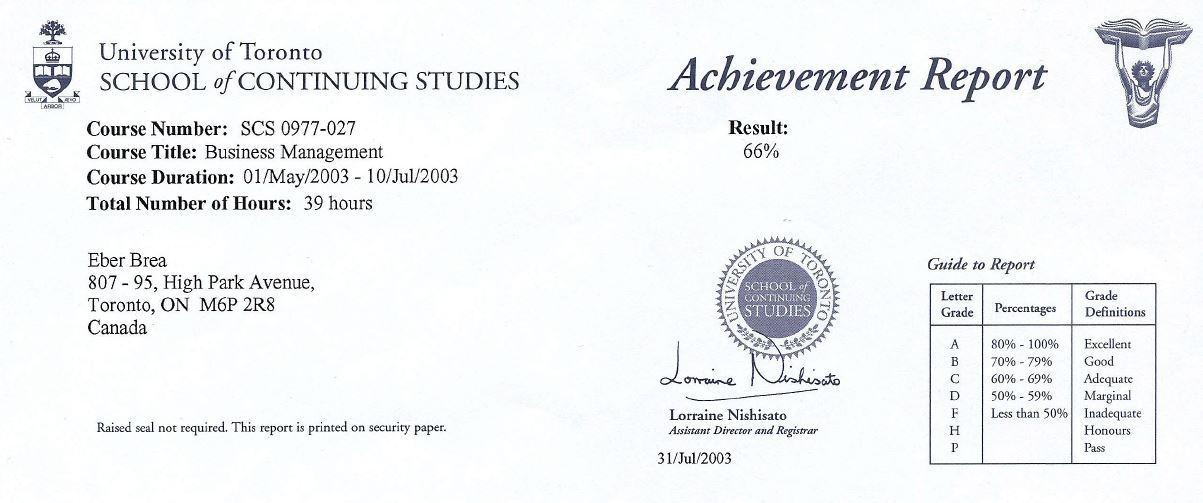 University of Toronto
SCHOOL of CONTINUING STUDIES
VELUT ARBOR ÆVO
Achievement Report
Course Number: SCS 0977-027
Course Title: Business Management
Course Duration: 01/May/2003 - 10/Jul/2003
Total Number of Hours: 39 hours
Result:
66%
Eber Brea
807 - 95, High Park Avenue,
Toronto, ON M6P 2R8
Canada
UNIVERSITY OF TORONTO
SCHOOL of
CONTINUING
STUDIES
Lorraine Nishisato
Lorraine Nishisato
Assistant Director and Registrar
31/Jul/2003
Raised seal not required. This report is printed on security paper.
Guide to Report
Letter Grade Percentages Grade Definitions
A 80% - 100% Excellent
B 70% - 79% Good
C 60% - 69% Adequate
D 50% - 59% Marginal
F Less than 50% Inadequate
H Honours
P Pass